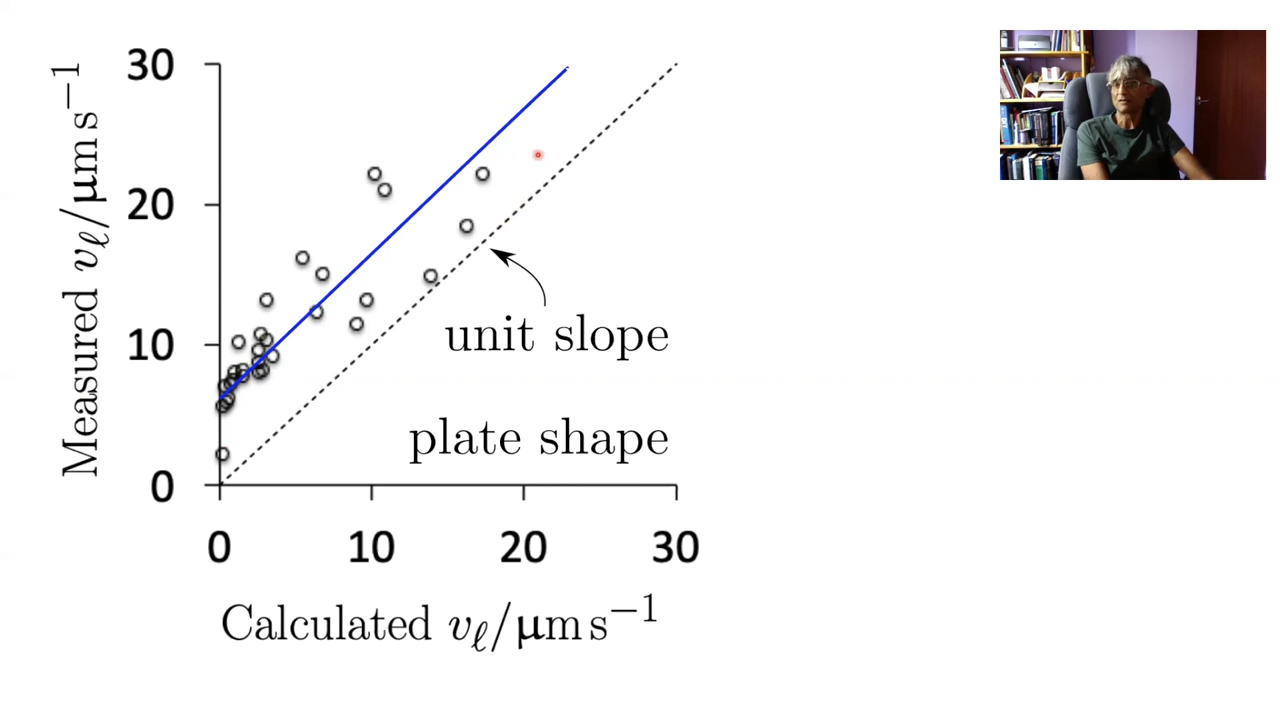 Measured vℓ/μm s−1
30
20
10
0
unit slope
plate shape
0 10 20 30
Calculated vℓ/μm s−1